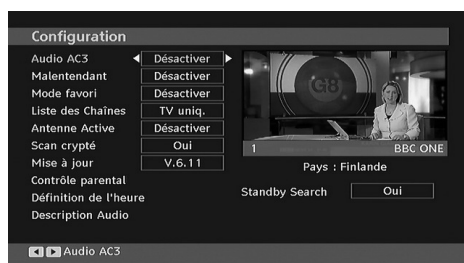 Configuration
Audio AC3 Désactiver
Malentendant Désactiver
Mode favori Désactiver
Liste des Chaînes TV uniq.
Antenne Active Désactiver
Scan crypté Oui
Mise à jour V.6.11
Contrôle parental
Définition de l'heure
Description Audio
G8
1 BBC ONE
Pays : Finlande
Standby Search Oui
Audio AC3